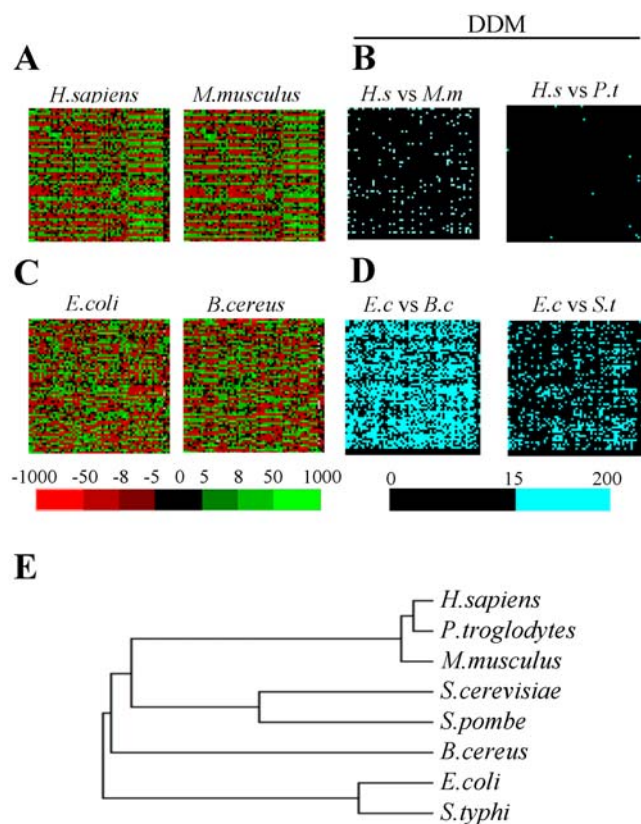 DDM
A B
H.sapiens M.musculus H.s vs M.m H.s vs P.t
C D
E.coli B.cereus E.c vs B.c E.c vs S.t
-1000 -50 -8 -5 0 5 8 50 1000 0 15 200
E
H.sapiens
P.troglodytes
M.musculus
S.cerevisiae
S.pombe
B.cereus
E.coli
S.typhi